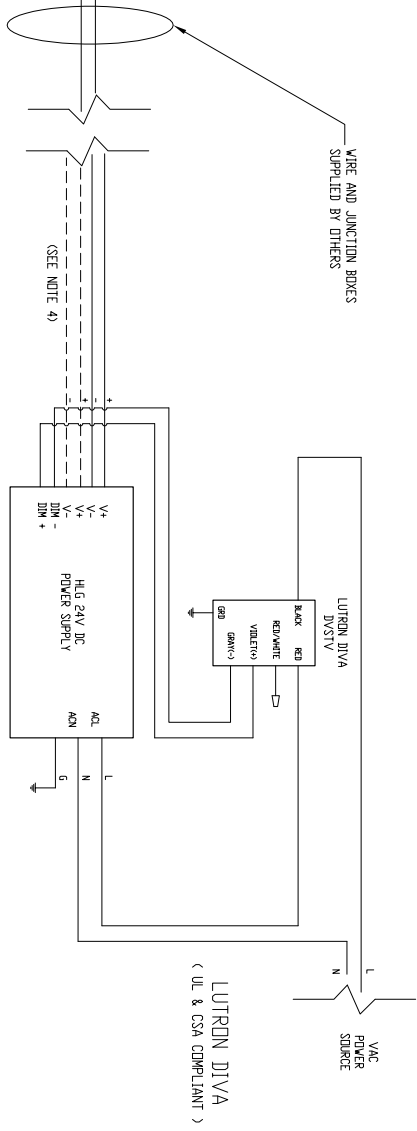 WIRE AND JUNCTION BOXES
SUPPLIED BY OTHERS
(SEE NOTE 4)
+
-
+
-
V+
V-
V+
V-
DIM -
DIM +
HLG 24V DC
POWER SUPPLY
ACL
ACN
L
N
G
LUTRON DIVA
DVSTV
BLACK
RED
RED/WHITE
VIOLET(+)
GRAY(-)
GRD
L
N
VAC
POWER
SOURCE
LUTRON DIVA
( UL & CSA COMPLIANT )